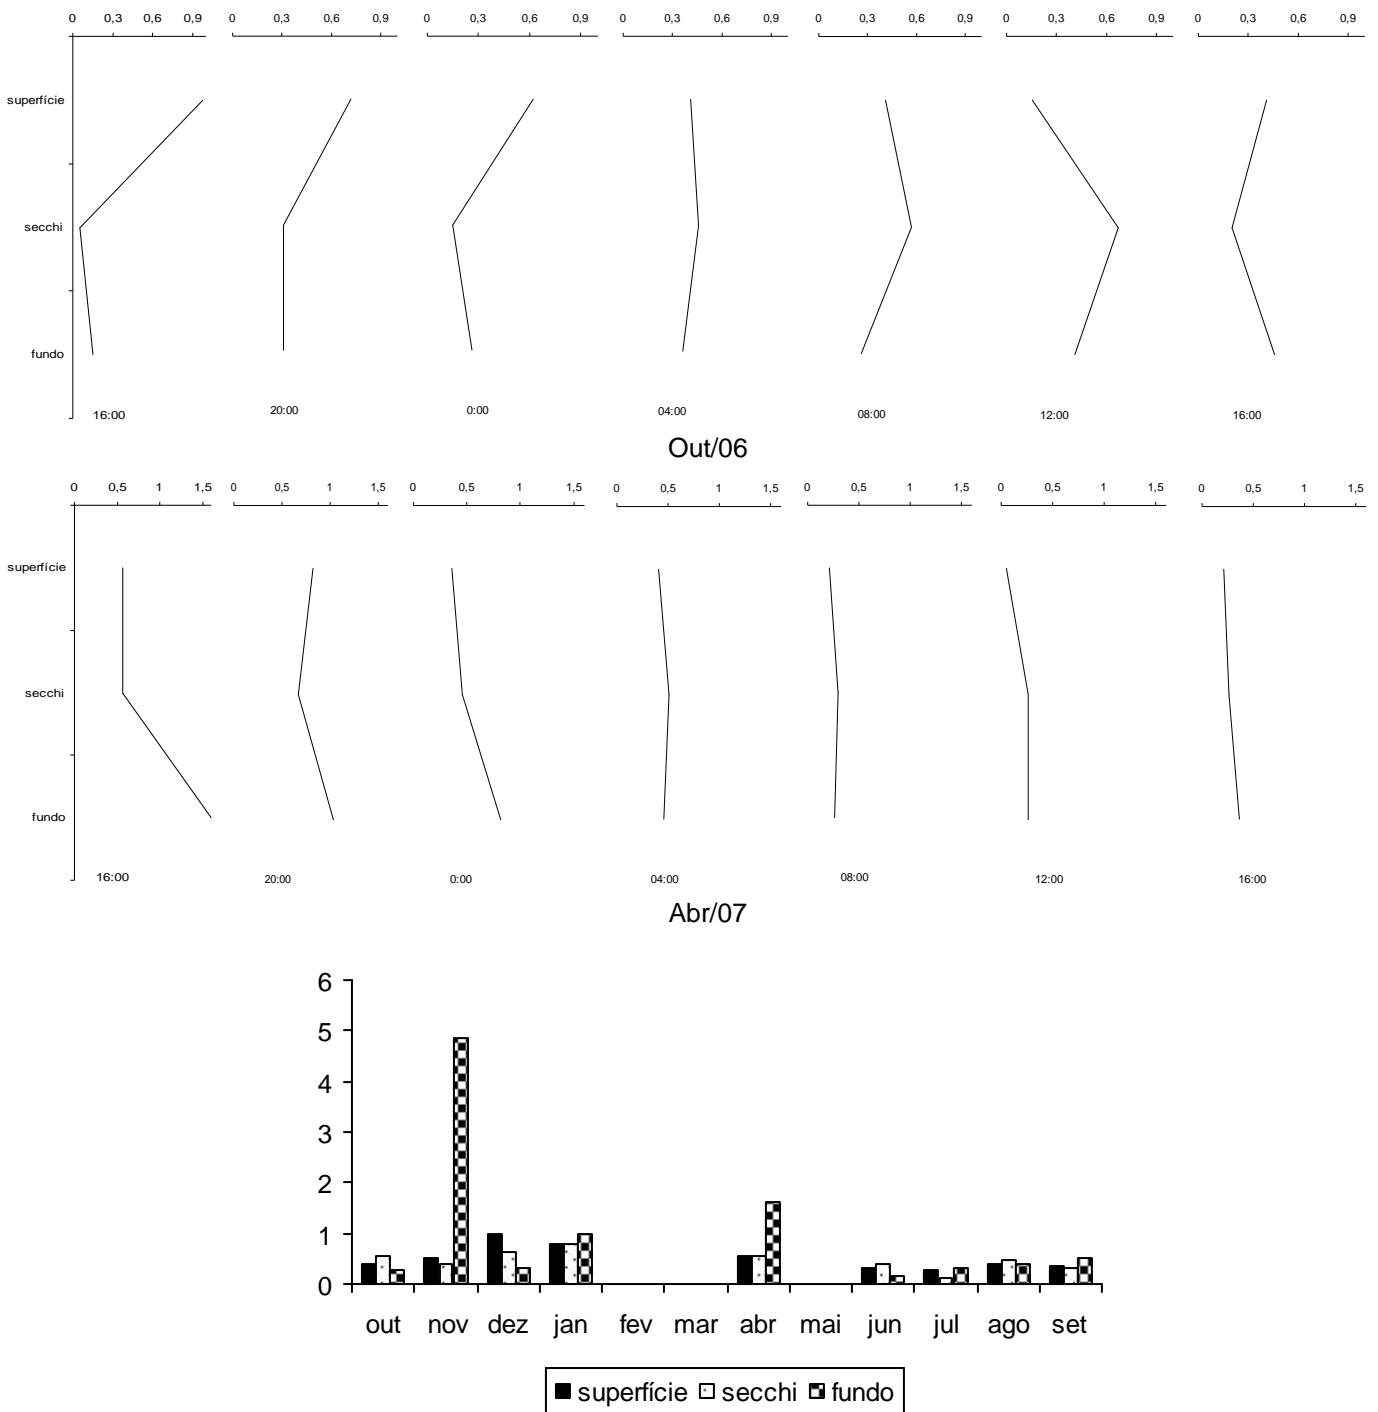 0 0,3 0,6 0,9 0 0,3 0,6 0,9 0 0,3 0,6 0,9 0 0,3 0,6 0,9 0 0,3 0,6 0,9 0 0,3 0,6 0,9 0 0,3 0,6 0,9
superfície
secchi
fundo
16:00 20:00 0:00 04:00 08:00 12:00 16:00
Out/06
0 0,5 1 1,5 0 0,5 1 1,5 0 0,5 1 1,5 0 0,5 1 1,5 0 0,5 1 1,5 0 0,5 1 1,5 0 0,5 1 1,5
superfície
secchi
fundo
16:00 20:00 0:00 04:00 08:00 12:00 16:00
Abr/07
6
5
4
3
2
1
0
out nov dez jan fev mar abr mai jun jul ago set
superfície secchi fundo